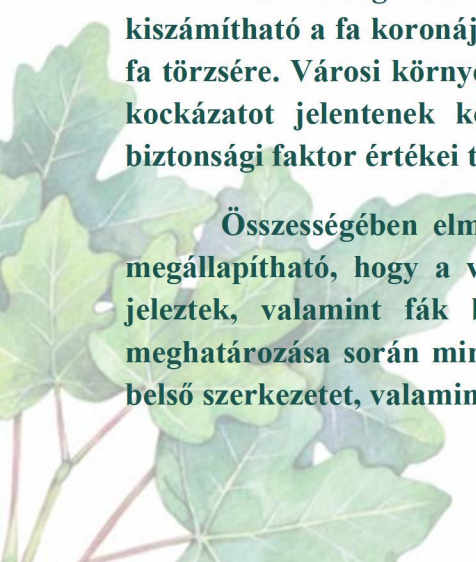 kiszámítható a fa koronáj
fa törzsére. Városi körny
kockázatot jelentenek k
biztonsági faktor értékei
Összességében elm
megállapítható, hogy a v
jeleztek, valamint fák
meghatározása során min
belső szerkezetet, valamin